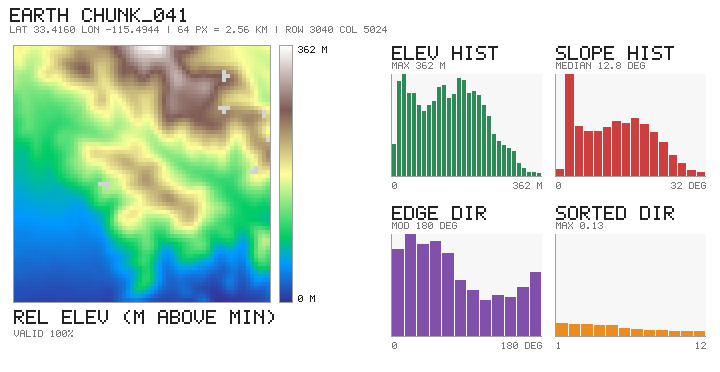 EARTH CHUNK_041
LAT 33.4160 LON -115.4944 | 64 PX = 2.56 KM | ROW 3040 COL 5024
362 M
0 M
REL ELEV (M ABOVE MIN)
VALID 100%
ELEV HIST
MAX 362 M
0 362 M
SLOPE HIST
MEDIAN 12.8 DEG
0 32 DEG
EDGE DIR
MOD 180 DEG
0 180 DEG
SORTED DIR
MAX 0.13
1 12